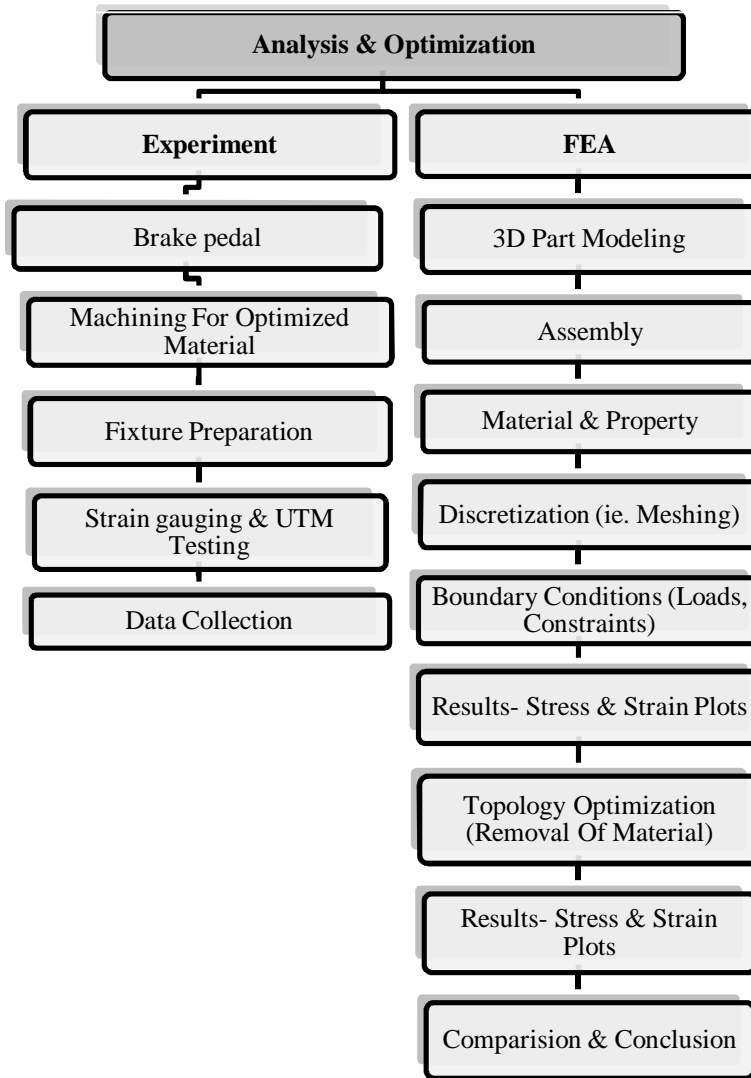 Analysis & Optimization
Experiment
Brake pedal
Machining For Optimized
Material
Fixture Preparation
Strain gauging & UTM
Testing
Data Collection
FEA
3D Part Modeling
Assembly
Material & Property
Discretization (ie. Meshing)
Boundary Conditions (Loads,
Constraints)
Results- Stress & Strain Plots
Topology Optimization
(Removal Of Material)
Results- Stress & Strain
Plots
Comparision & Conclusion